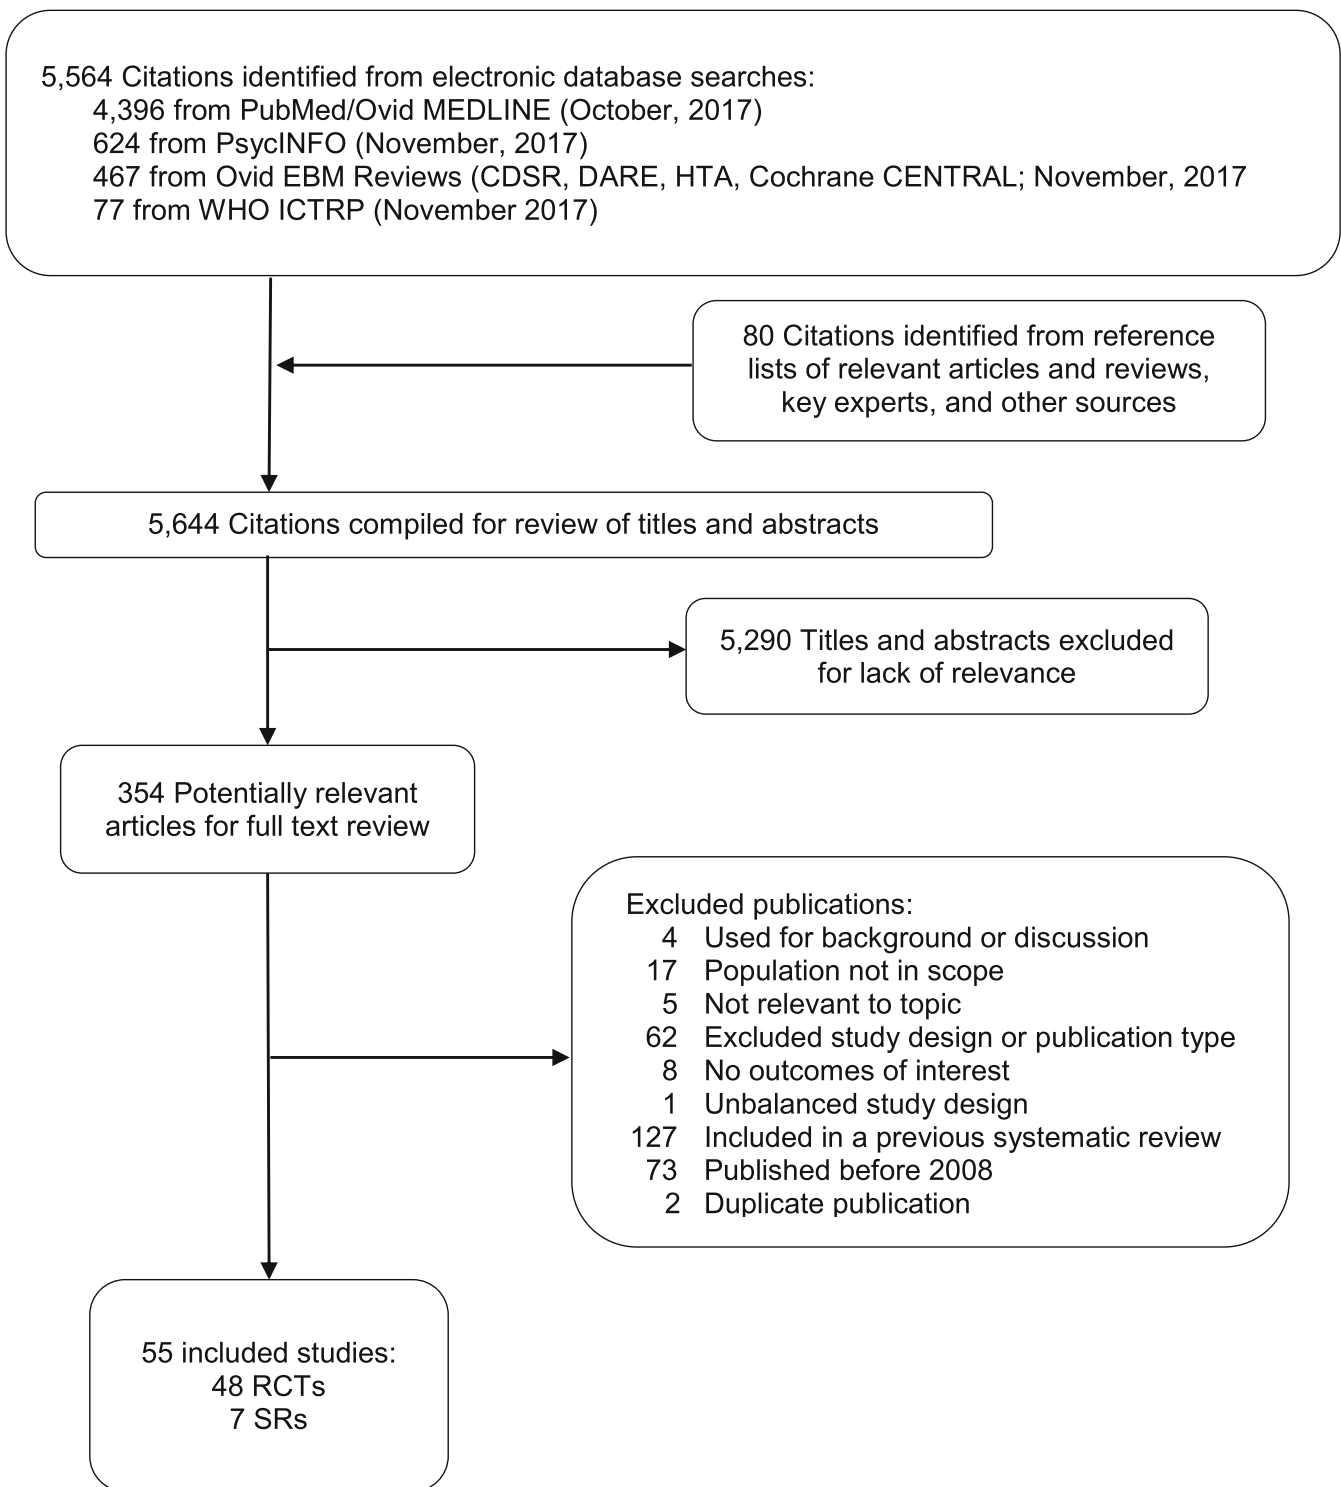 5,564 Citations identified from electronic database searches:
4,396 from PubMed/Ovid MEDLINE (October, 2017)
624 from PsycINFO (November, 2017)
467 from Ovid EBM Reviews (CDSR, DARE, HTA, Cochrane CENTRAL; November, 2017
77 from WHO ICTRP (November 2017)
80 Citations identified from reference
lists of relevant articles and reviews,
key experts, and other sources
5,644 Citations compiled for review of titles and abstracts
5,290 Titles and abstracts excluded
for lack of relevance
354 Potentially relevant
articles for full text review
Excluded publications:
4 Used for background or discussion
17 Population not in scope
5 Not relevant to topic
62 Excluded study design or publication type
8 No outcomes of interest
1 Unbalanced study design
127 Included in a previous systematic review
73 Published before 2008
2 Duplicate publication
55 included studies:
48 RCTs
7 SRs